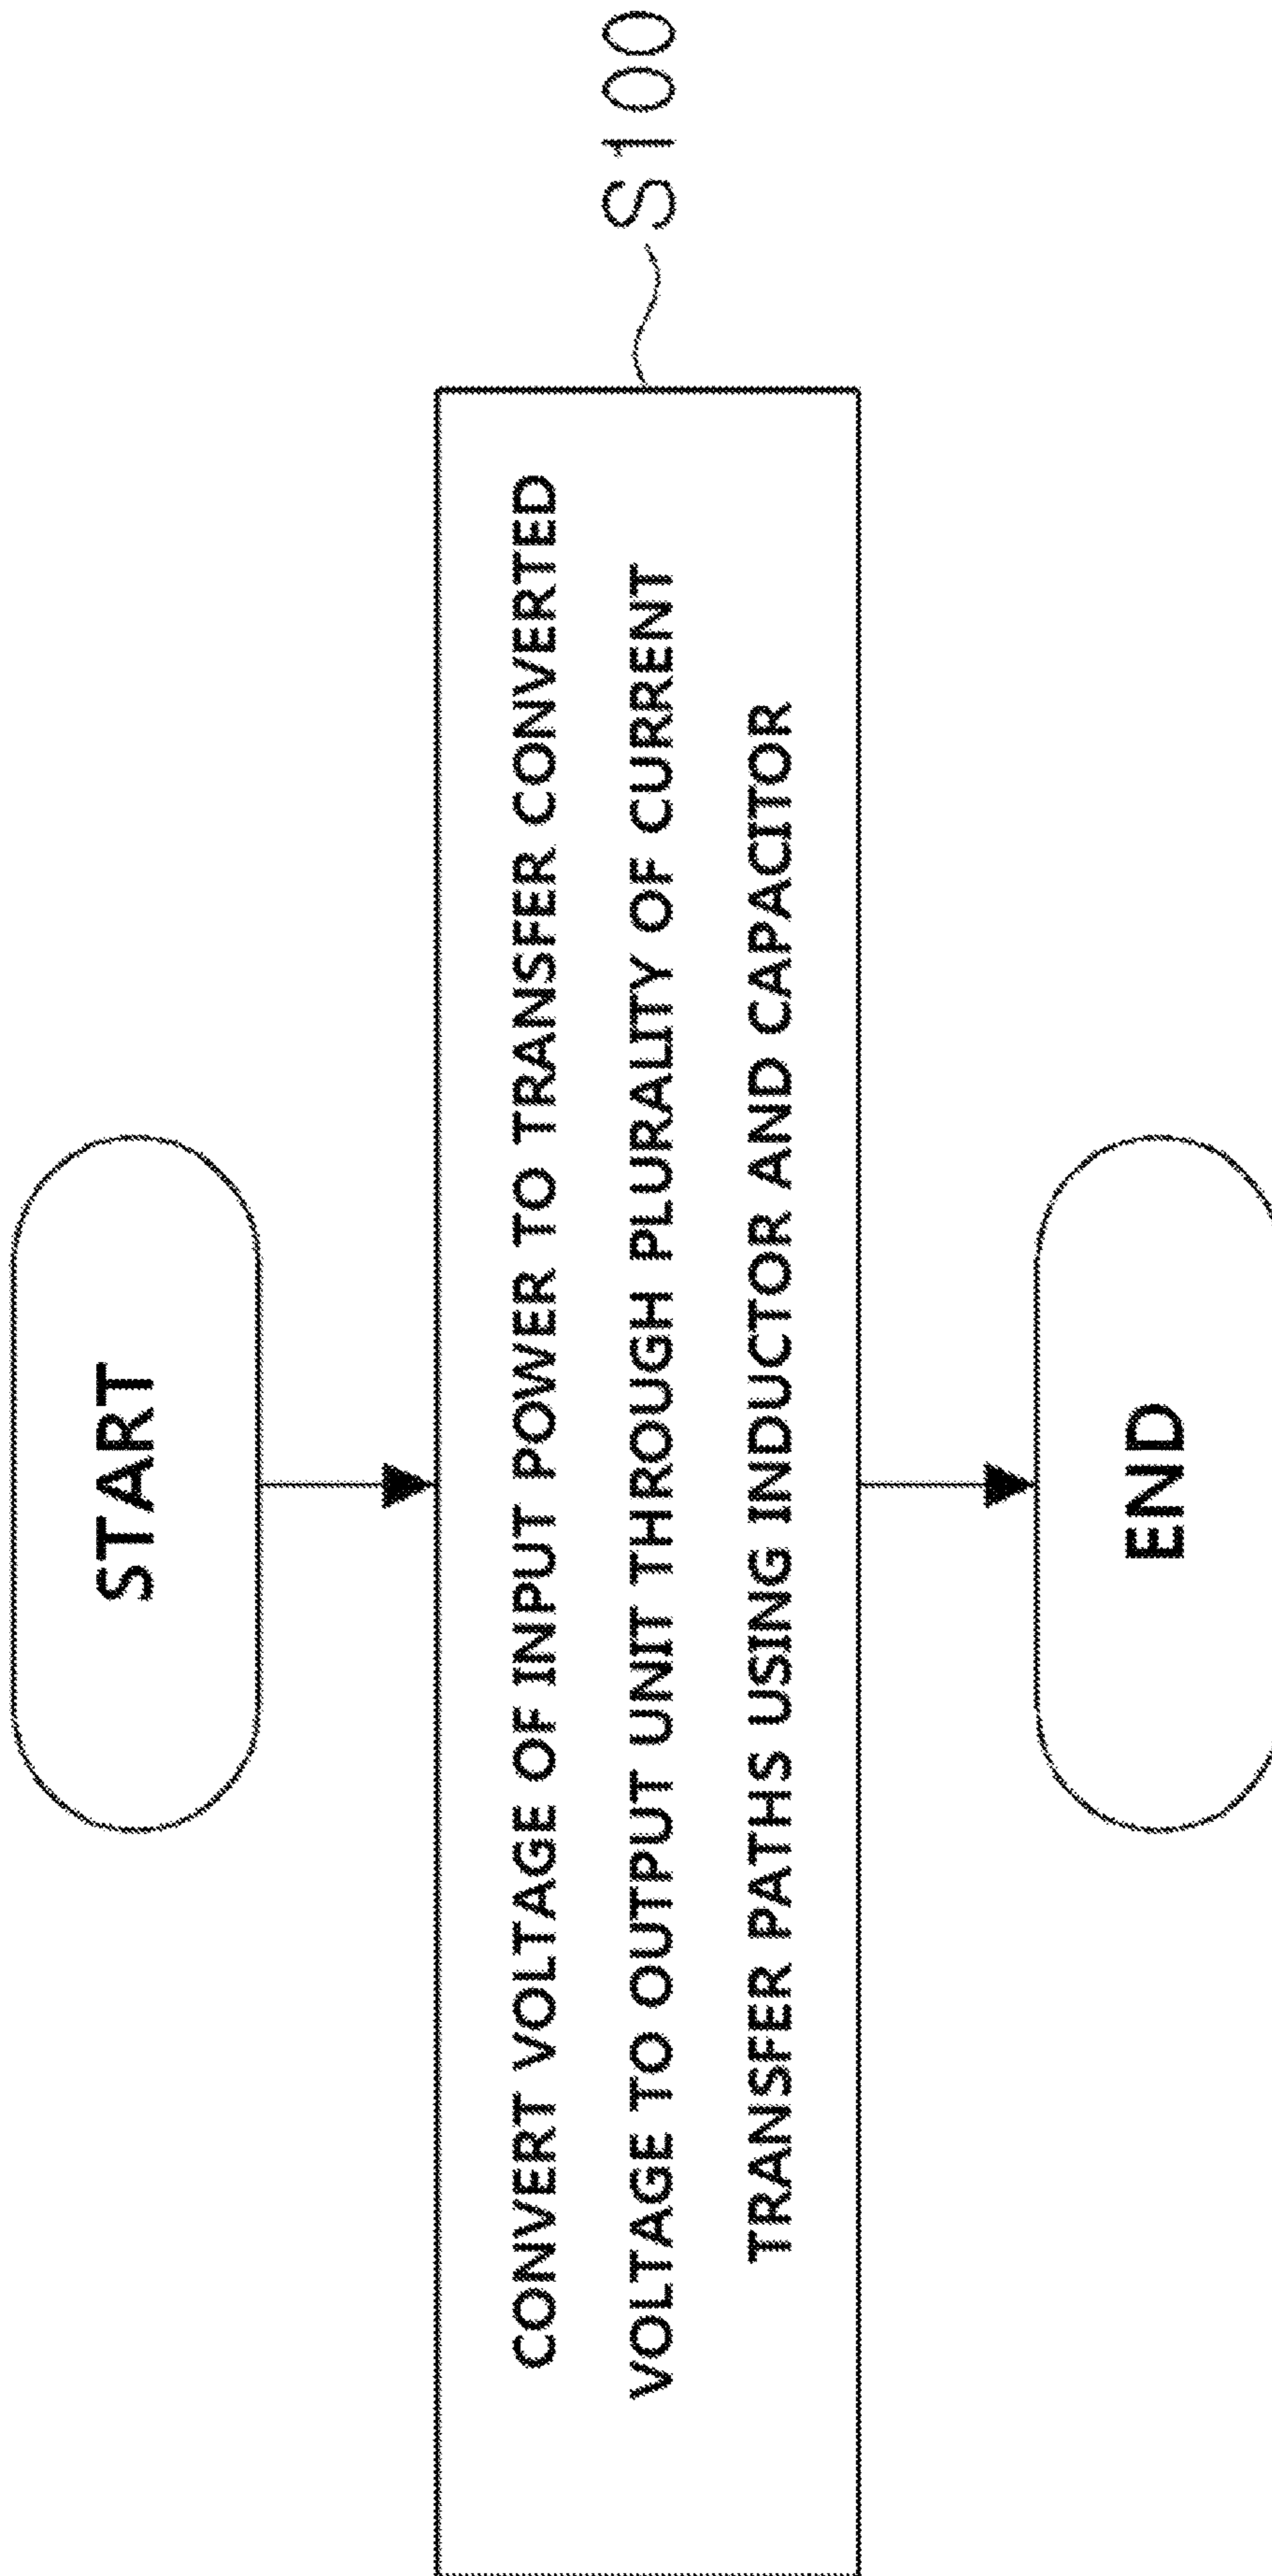 START
CONVERT VOLTAGE OF INPUT POWER TO TRANSFER CONVERTED
VOLTAGE TO OUTPUT UNIT THROUGH PLURALITY OF CURRENT
TRANSFER PATHS USING INDUCTOR AND CAPACITOR
S100
END